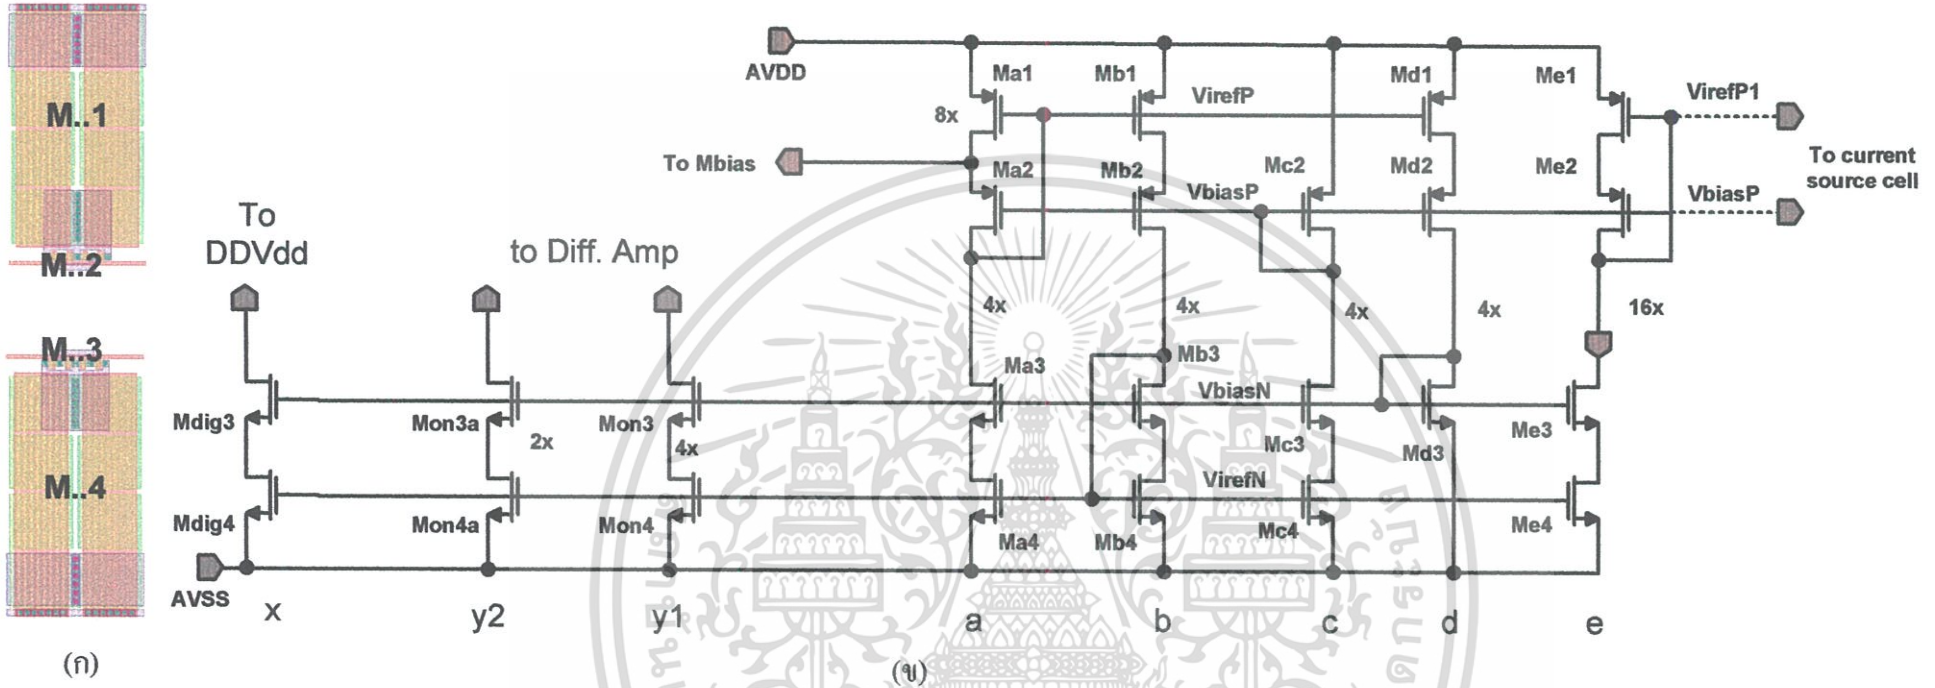 M..1
M..2
M..3
M..4
(ก)
To
DDVdd
to Diff. Amp
AVDD
Ma1
Mb1
VirefP
Md1
Me1
VirefP1
8x
To Mbias
Ma2
Mb2
VbiasP
Mc2
Md2
Me2
To current
source cell
VbiasP
4x
4x
4x
4x
16x
Ma3
Mb3
VbiasN
Mdig3
Mon3a
2x
Mon3
4x
Mc3
Md3
Me3
VirefN
Mdig4
Mon4a
Mon4
Ma4
Mb4
Mc4
Me4
AVSS
x
y2
y1
a
b
c
d
e
(ข)